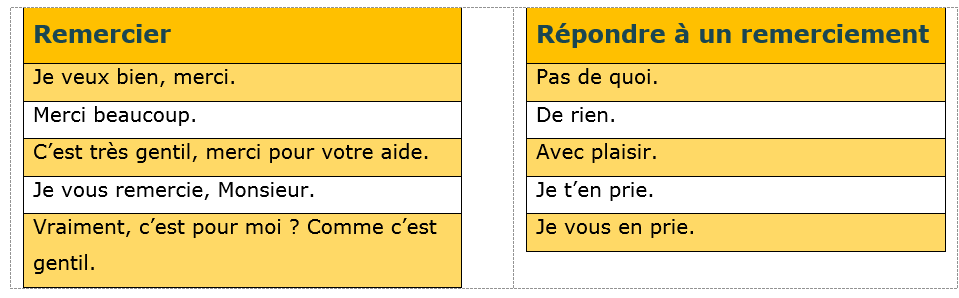 Remercier
Je veux bien, merci.
Merci beaucoup.
C’est très gentil, merci pour votre aide.
Je vous remercie, Monsieur.
Vraiment, c’est pour moi ? Comme c’est
gentil.
Répondre à un remerciement
Pas de quoi.
De rien.
Avec plaisir.
Je t’en prie.
Je vous en prie.